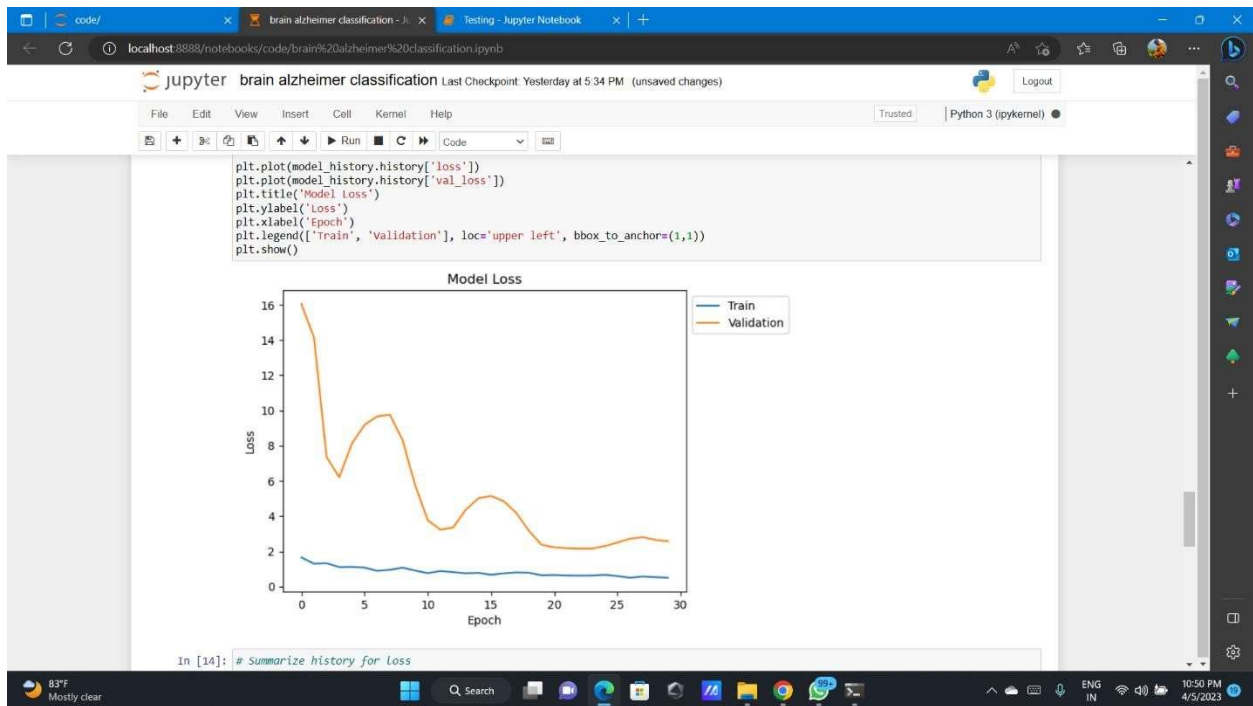 code/
brain alzheimer classification - Ju
Testing - Jupyter Notebook
localhost:8888/notebooks/code/brain%20alzheimer%20classification.ipynb
jupyter brain alzheimer classification Last Checkpoint: Yesterday at 5:34 PM (unsaved changes)
Logout
File Edit View Insert Cell Kernel Help
Trusted Python 3 (ipykernel)
Run Code
plt.plot(model_history.history['loss'])
plt.plot(model_history.history['val_loss'])
plt.title('Model Loss')
plt.ylabel('Loss')
plt.xlabel('Epoch')
plt.legend(['Train', 'Validation'], loc='upper left', bbox_to_anchor=(1,1))
plt.show()
Model Loss
Train
Validation
16
14
12
10
8
6
4
2
0
Loss
0 5 10 15 20 25 30
Epoch
In [14]: # Summarize history for loss
83°F
Mostly clear
Search
99+
ENG
IN
10:50 PM
4/5/2023
19